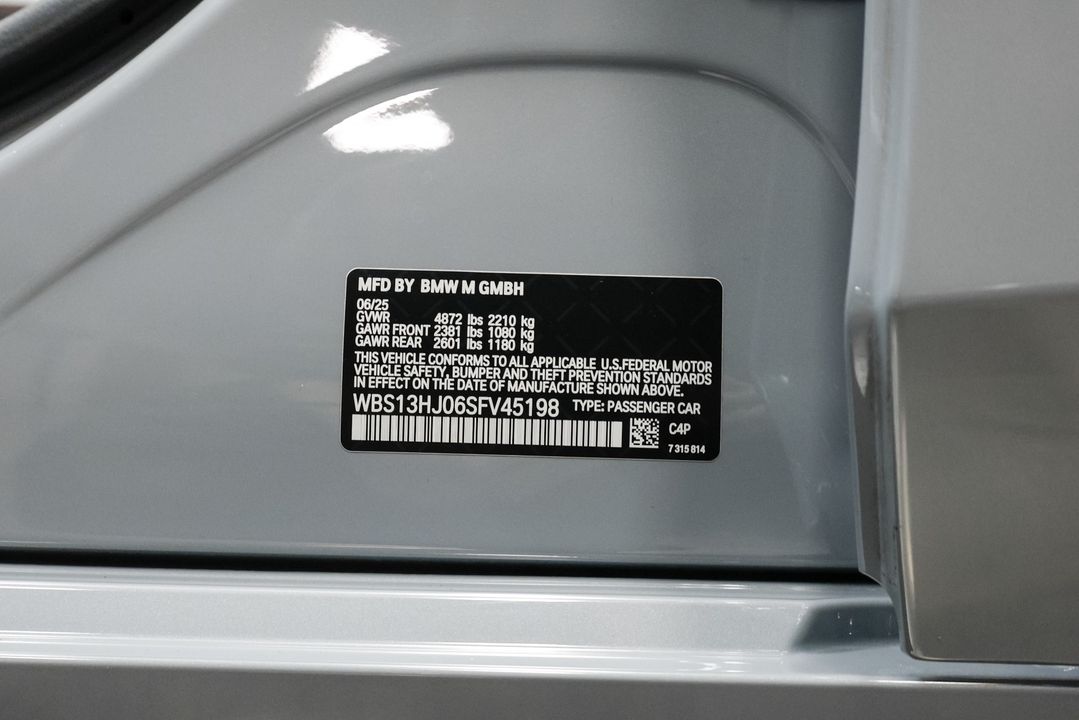 MFD BY BMW M GMBH
06/25
GVWR 4872 lbs 2210 kg
GAWR FRONT 2381 lbs 1080 kg
GAWR REAR 2601 lbs 1180 kg
THIS VEHICLE CONFORMS TO ALL APPLICABLE U.S.FEDERAL MOTOR
VEHICLE SAFETY, BUMPER AND THEFT PREVENTION STANDARDS
IN EFFECT ON THE DATE OF MANUFACTURE SHOWN ABOVE.
WBS13HJ06SFV45198 TYPE: PASSENGER CAR
C4P
7 315 814